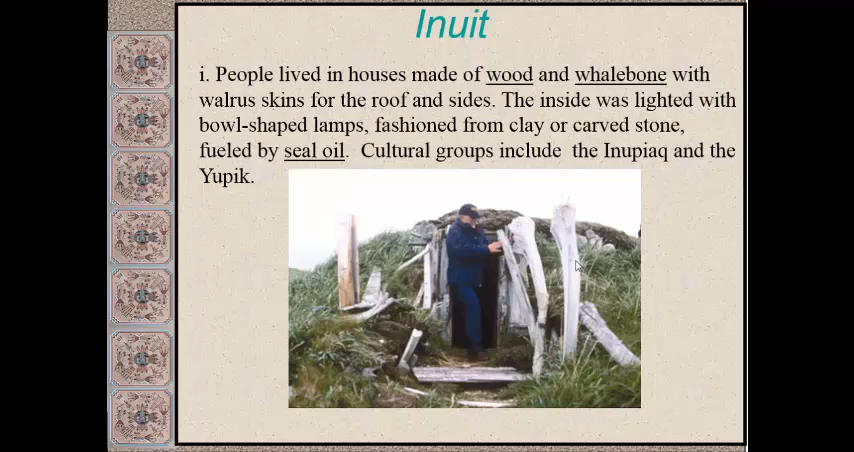 Inuit
i. People lived in houses made of wood and whalebone with
walrus skins for the roof and sides. The inside was lighted with
bowl-shaped lamps, fashioned from clay or carved stone,
fueled by seal oil.  Cultural groups include  the Inupiaq and the
Yupik.